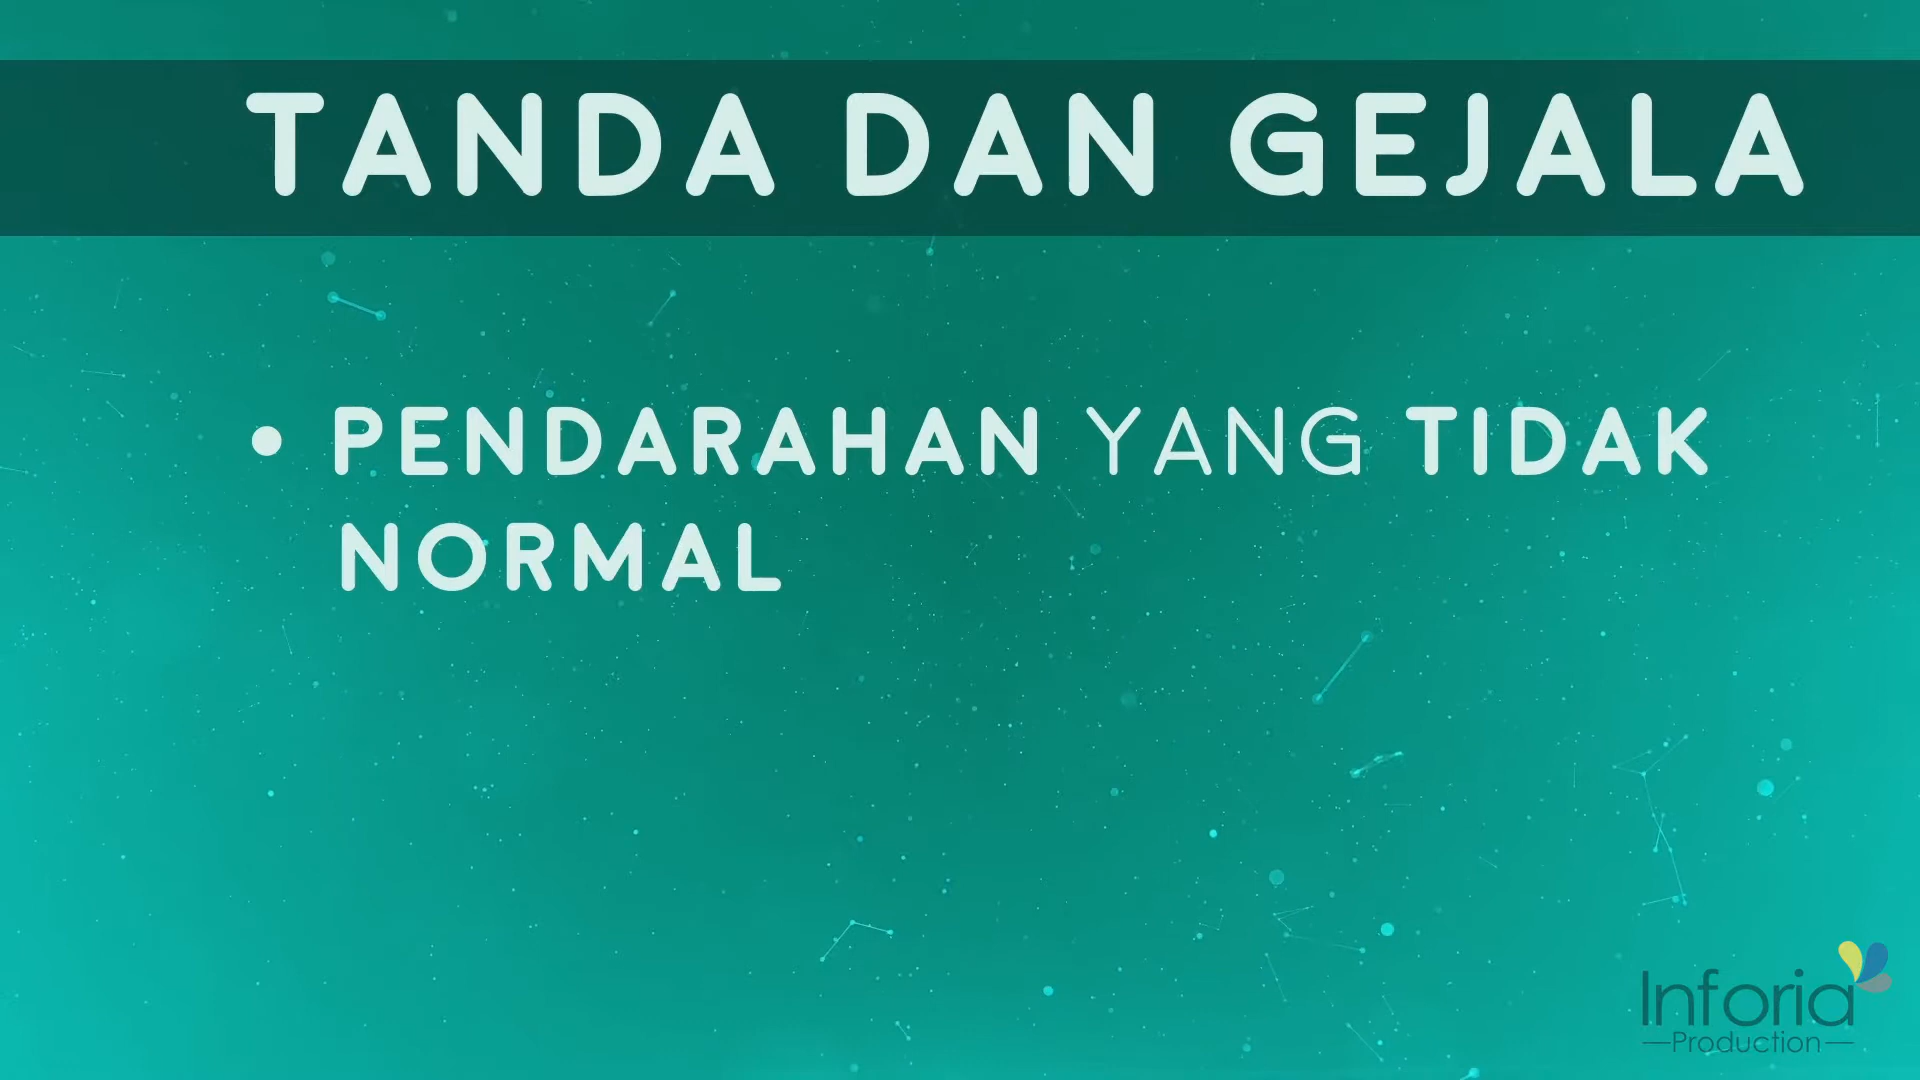 TANDA DAN GEJALA
• PENDARAHAN YANG TIDAK
NORMAL
Inforia
Production